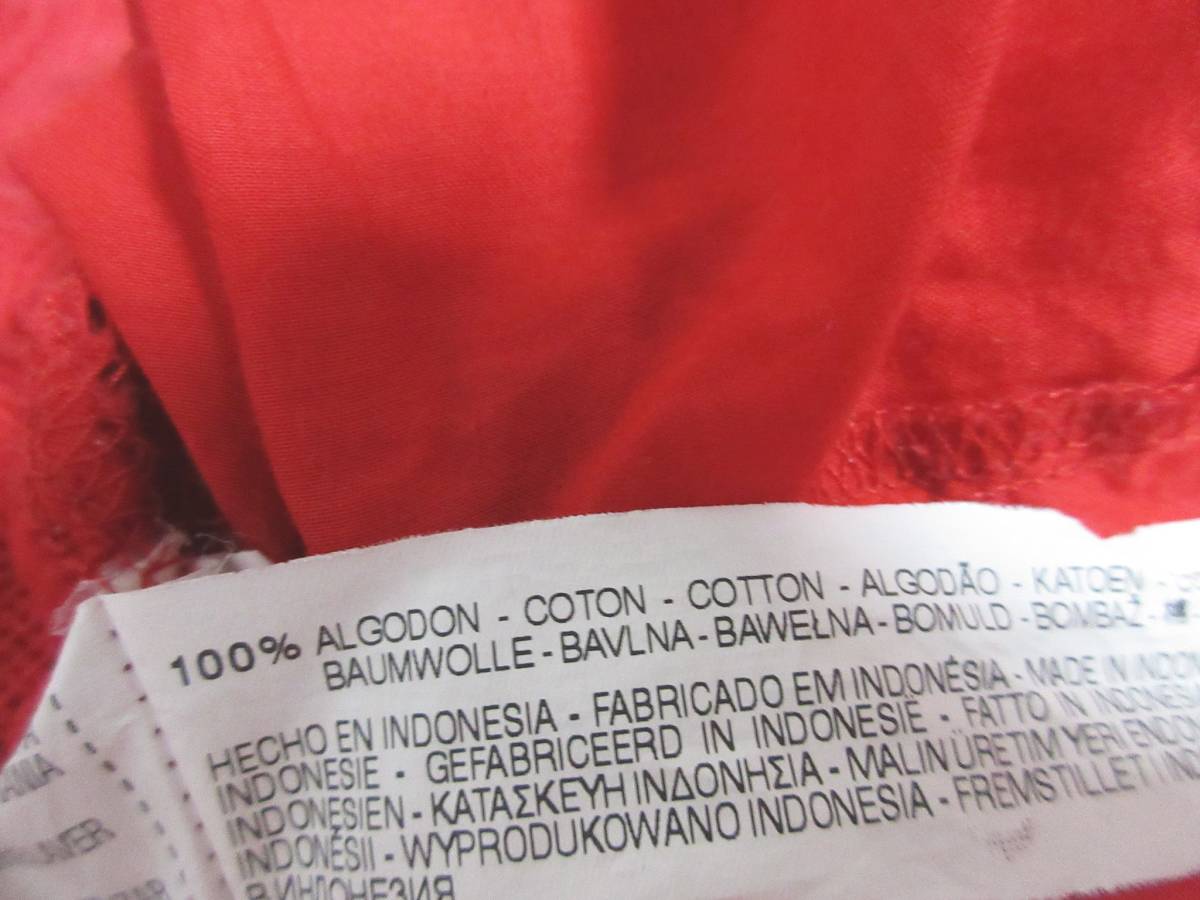 100% ALGODON - COTON - COTTON - ALGODÃO - KATOEN -
BAUMWOLLE - BAVLNA - BAWEŁNA - BOMULD - BOMBAŽ -
HECHO EN INDONESIA - FABRICADO EM INDONÉSIA - MADE IN
INDONESIE - GEFABRICEERD IN INDONESIË - FATTO IN
INDONESIEN - ΚΑΤΑΣΚΕΥΗ ΙΝΔΟΝΗΣΙΑ - MALIN ÜRETIM YERI
INDONÉSII - WYPRODUKOWANO INDONESIA - FREMSTILLET I
В ИНДОНЕЗИЯ